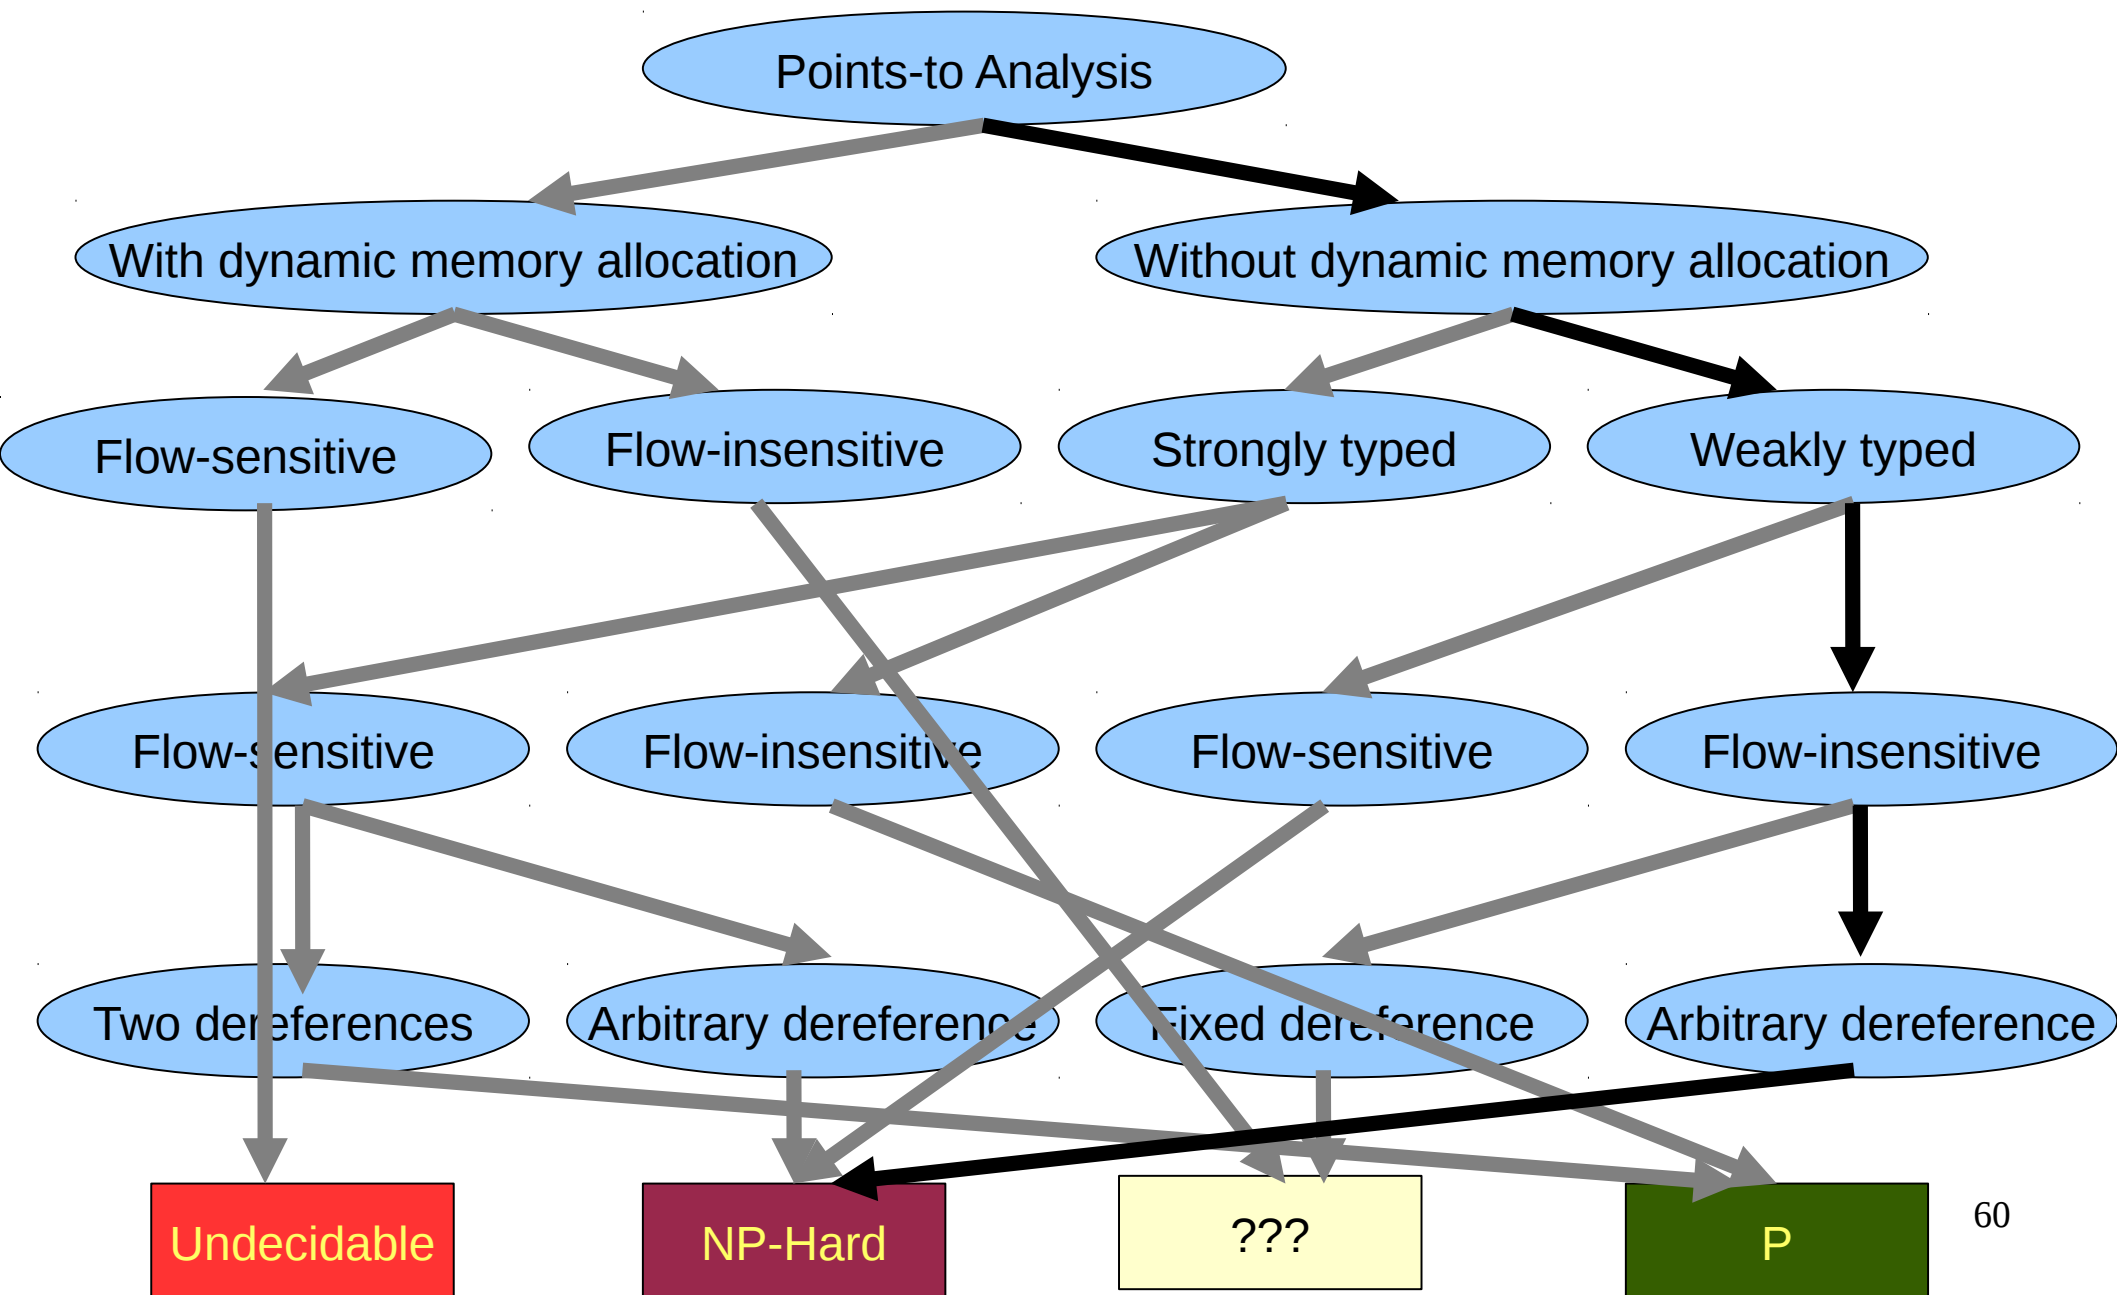 Points-to Analysis
With dynamic memory allocation
Without dynamic memory allocation
Flow-sensitive
Flow-insensitive
Strongly typed
Weakly typed
Flow-sensitive
Flow-insensitive
Flow-sensitive
Flow-insensitive
Two dereferences
Arbitrary dereference
Fixed dereference
Arbitrary dereference
Undecidable
NP-Hard
???
P
60